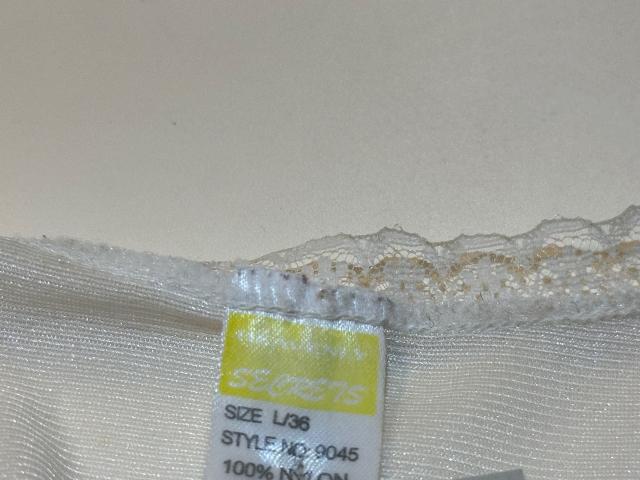 SECRETS
SIZE L/36
STYLE NO. 9045
100% NYLON